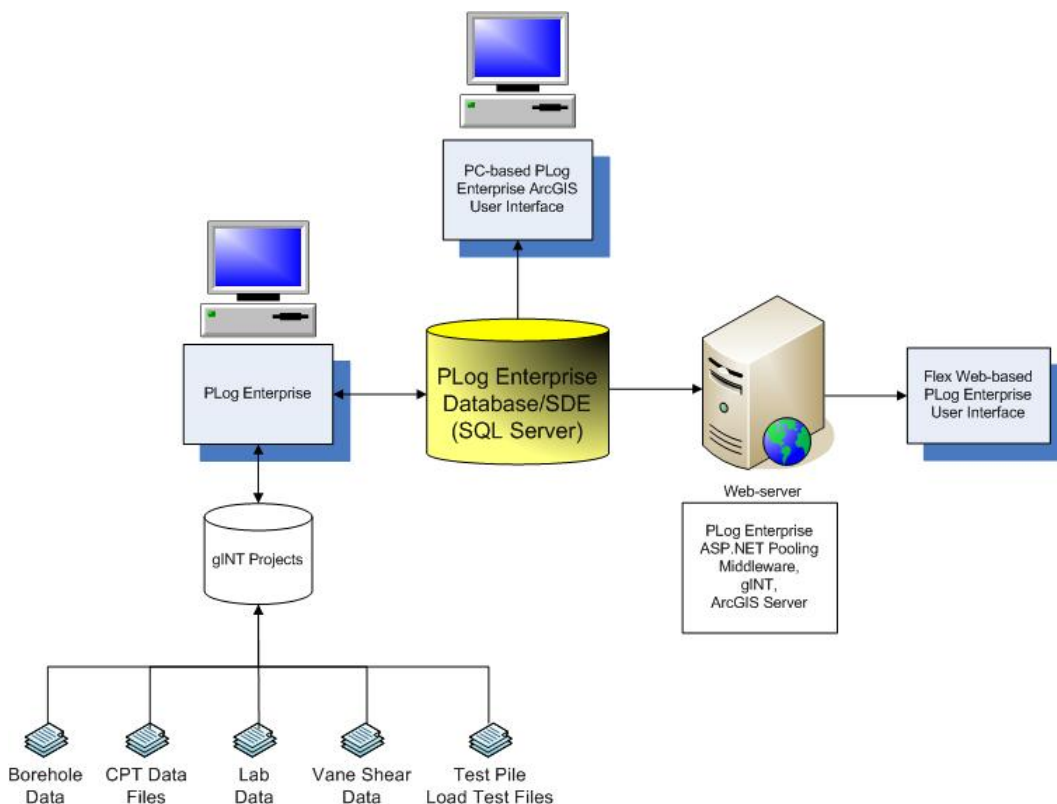 PC-based PLog
Enterprise ArcGIS
User Interface
PLog Enterprise
PLog Enterprise
Database/SDE
(SQL Server)
Flex Web-based
PLog Enterprise
User Interface
Web-server
PLog Enterprise
ASP.NET Pooling
Middleware,
gINT,
ArcGIS Server
gINT Projects
Borehole
Data
CPT Data
Files
Lab
Data
Vane Shear
Data
Test Pile
Load Test Files